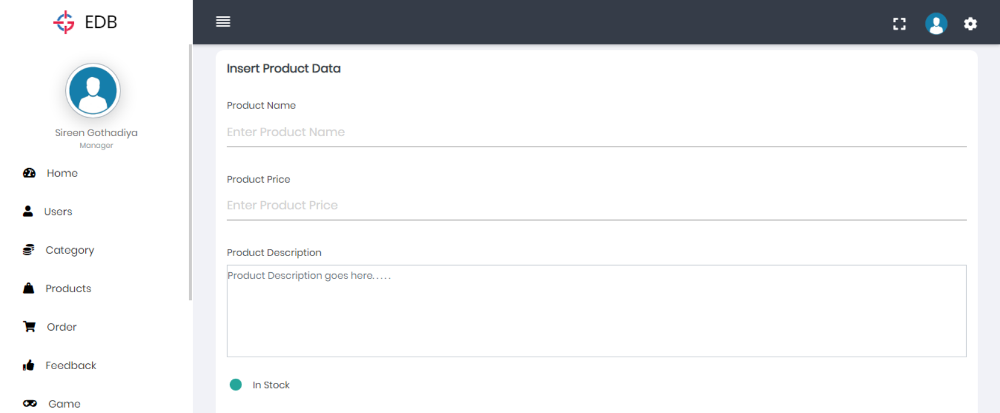 EDB
Sireen Gothadiya
Manager
Home
Users
Category
Products
Order
Feedback
Game
Insert Product Data
Product Name
Enter Product Name
Product Price
Enter Product Price
Product Description
Product Description goes here.....
In Stock